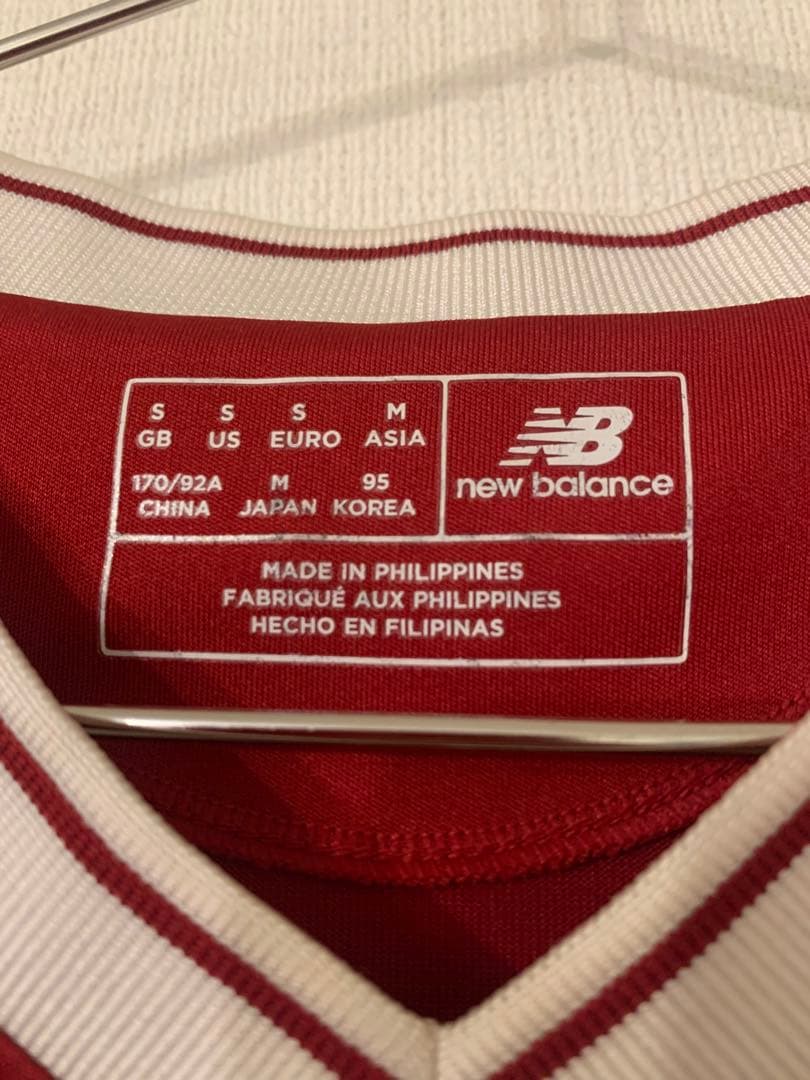 S S S M
GB US EURO ASIA
170/92A M 95
CHINA JAPAN KOREA
NB
new balance
MADE IN PHILIPPINES
FABRIQUÉ AUX PHILIPPINES
HECHO EN FILIPINAS